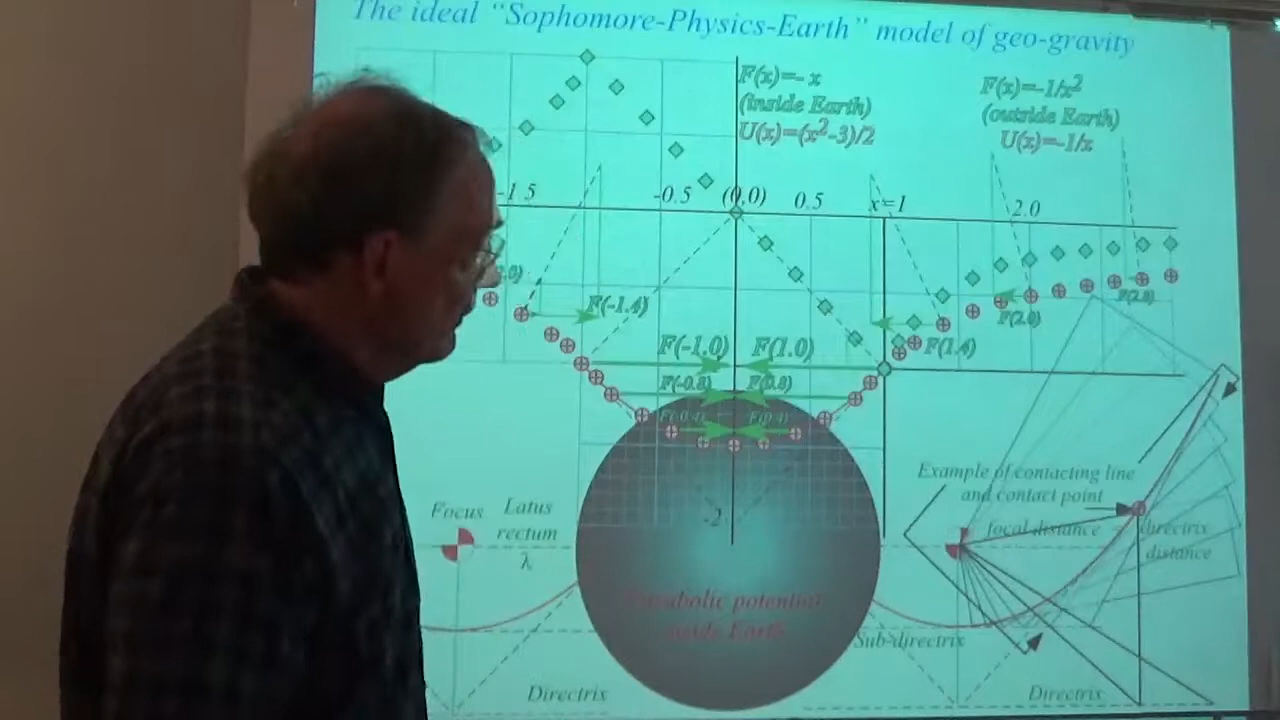 The ideal “Sophomore-Physics-Earth” model of geo-gravity
F(x)=- x
(inside Earth)
U(x)=(x²-3)/2
F(x)=-1/x²
(outside Earth)
U(x)=-1/x
-1.5
-0.5
(0,0)
0.5
x=1
2.0
F(-1.4)
F(-1.0)
F(1.0)
F(1.4)
F(2.0)
F(2.8)
F(-0.8)
F(0.8)
F(-0.4)
F(0.4)
-2
Example of contacting line
and contact point
Focus
Latus
rectum
λ
focal distance
directrix
distance
Parabolic potential
inside Earth
Sub-directrix
Directrix
Directrix